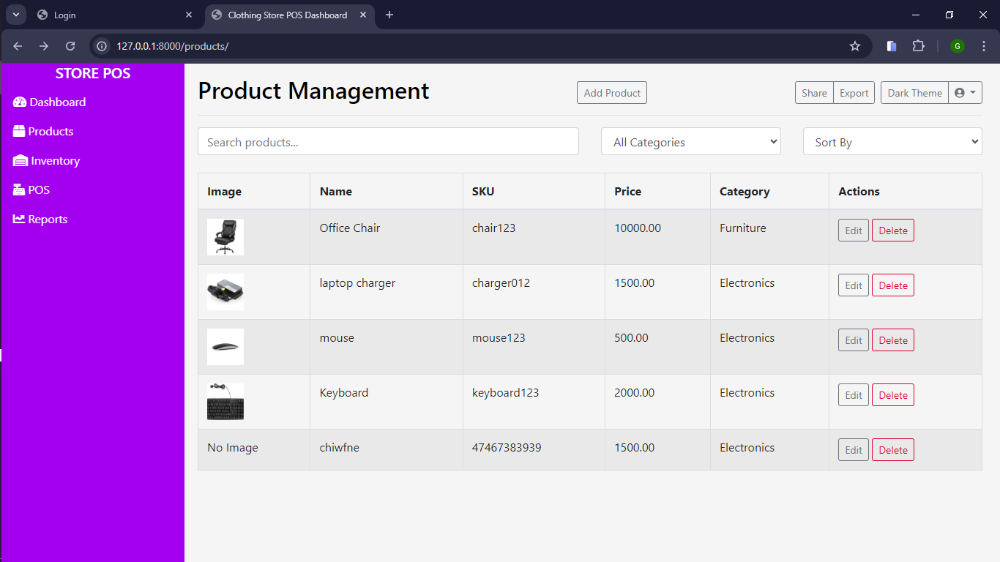 Login
Clothing Store POS Dashboard
127.0.0.1:8000/products/
G
STORE POS
Dashboard
Products
Inventory
POS
Reports
Product Management
Add Product
Share Export Dark Theme
Search products...
All Categories
Sort By
Image Name SKU Price Category Actions
Office Chair chair123 10000.00 Furniture Edit Delete
laptop charger charger012 1500.00 Electronics Edit Delete
mouse mouse123 500.00 Electronics Edit Delete
Keyboard keyboard123 2000.00 Electronics Edit Delete
No Image chiwfne 47467383939 1500.00 Electronics Edit Delete